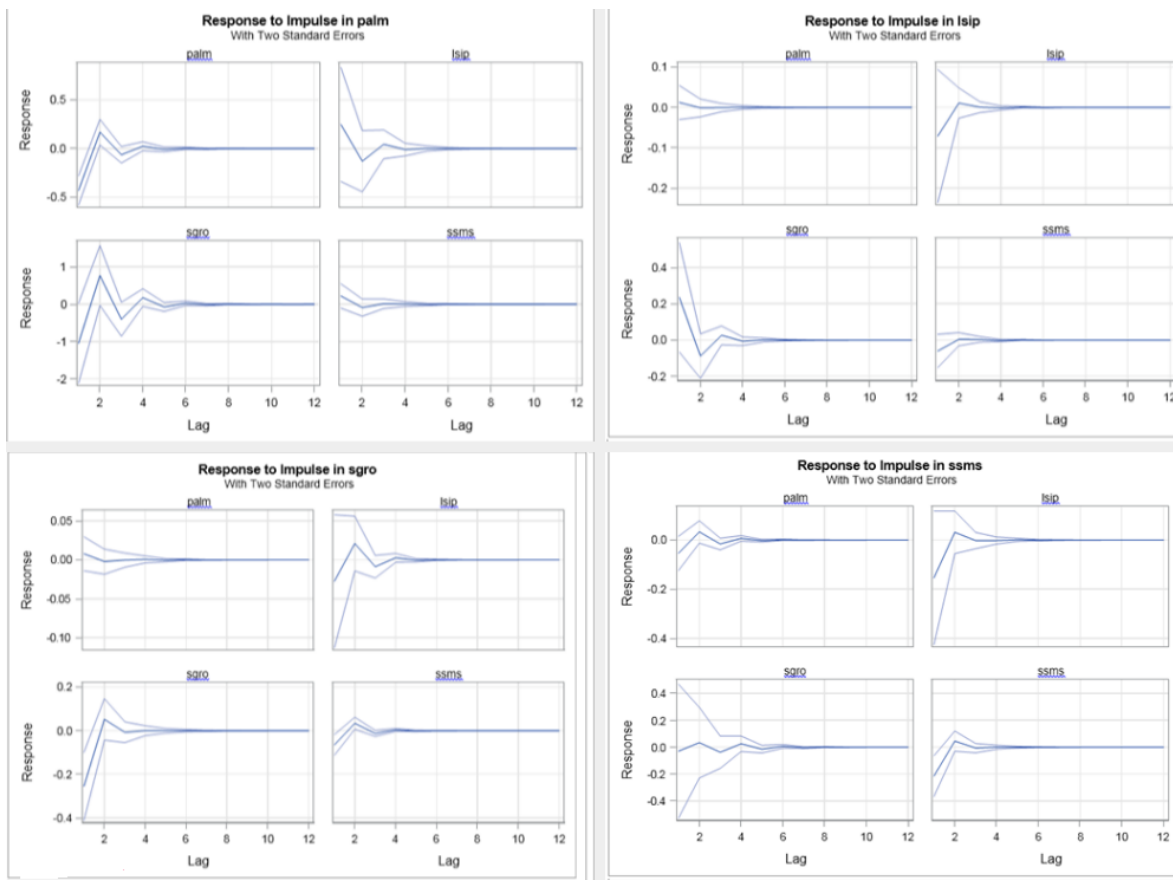 Response to Impulse in palm
With Two Standard Errors
palm lsip
Response
0.5
0.0
-0.5
sgro ssms
Response
1
0
-1
-2
2 4 6 8 10 12 2 4 6 8 10 12
Lag Lag
Response to Impulse in lsip
With Two Standard Errors
palm lsip
Response
0.1
0.0
-0.1
-0.2
sgro ssms
Response
0.4
0.2
0.0
-0.2
2 4 6 8 10 12 2 4 6 8 10 12
Lag Lag
Response to Impulse in sgro
With Two Standard Errors
palm lsip
Response
0.05
0.00
-0.05
-0.10
sgro ssms
Response
0.2
0.0
-0.2
-0.4
2 4 6 8 10 12 2 4 6 8 10 12
Lag Lag
Response to Impulse in ssms
With Two Standard Errors
palm lsip
Response
0.0
-0.2
-0.4
sgro ssms
Response
0.4
0.2
0.0
-0.2
-0.4
2 4 6 8 10 12 2 4 6 8 10 12
Lag Lag